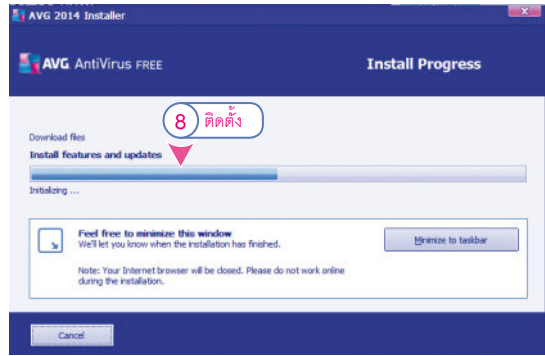 AVG 2014 Installer
AVG AntiVirus FREE
Install Progress
8 ติดตั้ง
Download files
Install features and updates
Initializing ...
Feel free to minimize this window
We'll let you know when the installation has finished.
Minimize to taskbar
Note: Your Internet browser will be closed. Please do not work online
during the installation.
Cancel